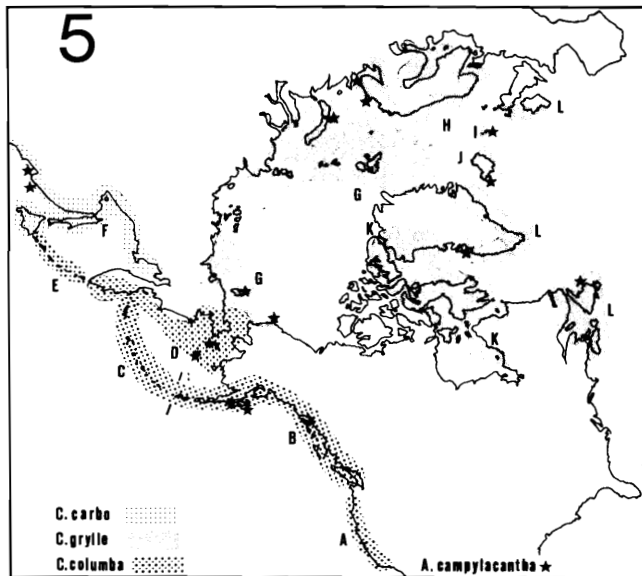 5
L
H
I
J
G
F
K
L
E
G
L
D
K
C
B
A
C. carbo
C. grylle
C. columba
A. campylacantha ★